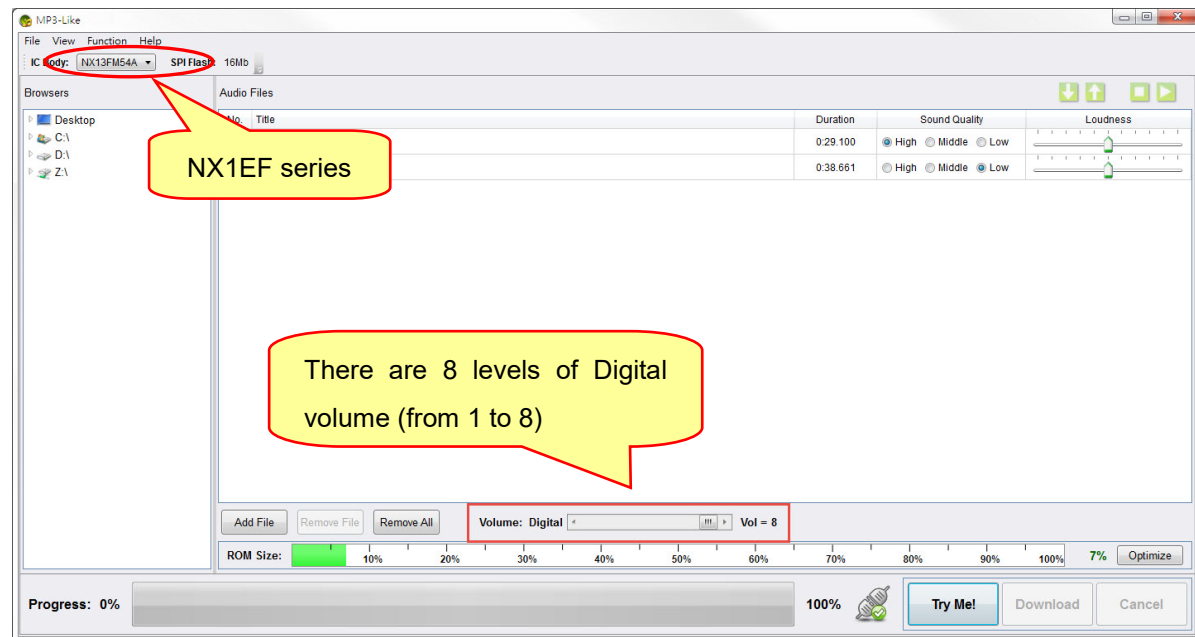 MP3-Like
File View Function Help
IC Body: NX13FM54A SPI Flash: 16Mb
Browsers
Audio Files
Desktop
C:\
D:\
Z:\
No. Title Duration Sound Quality Loudness
0:29.100 High Middle Low
0:38.661 High Middle Low
NX1EF series
There are 8 levels of Digital
volume (from 1 to 8)
Add File Remove File Remove All Volume: Digital Vol = 8
ROM Size: 10% 20% 30% 40% 50% 60% 70% 80% 90% 100% 7% Optimize
Progress: 0% 100% Try Me! Download Cancel